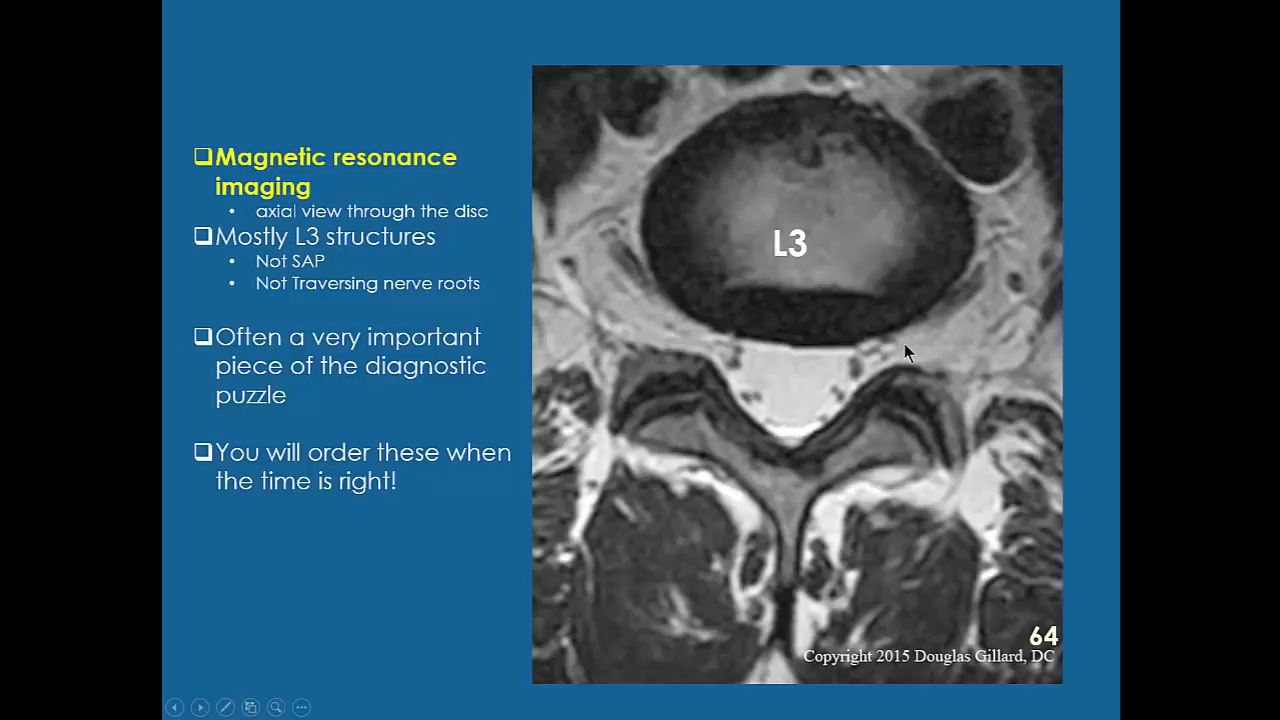 ❑Magnetic resonance
imaging
• axial view through the disc
❑Mostly L3 structures
• Not SAP
• Not Traversing nerve roots
❑Often a very important
piece of the diagnostic
puzzle
❑You will order these when
the time is right!
L3
64
Copyright 2015 Douglas Gillard, DC